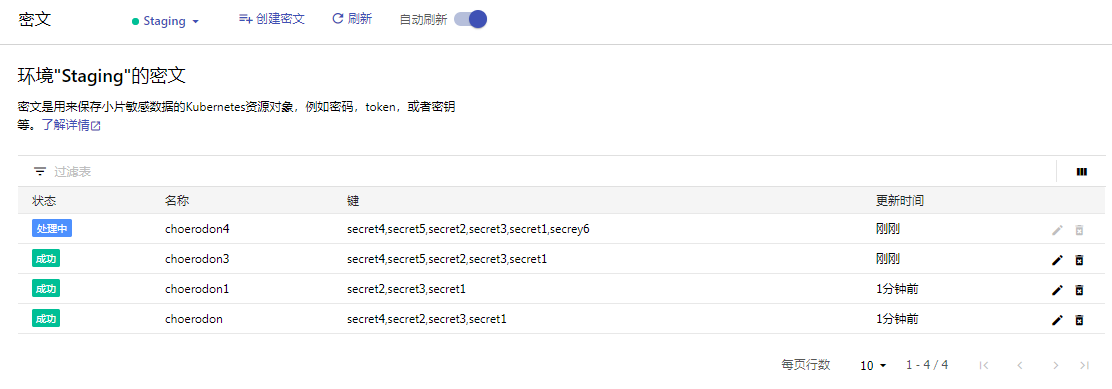 密文 Staging 创建密文 刷新 自动刷新
环境"Staging"的密文
密文是用来保存小片敏感数据的Kubernetes资源对象，例如密码，token，或者密钥
等。了解详情
过滤表
状态 名称 键 更新时间
处理中 choerodon4 secret4,secret5,secret2,secret3,secret1,secrey6 刚刚
成功 choerodon3 secret4,secret5,secret2,secret3,secret1 刚刚
成功 choerodon1 secret2,secret3,secret1 1分钟前
成功 choerodon secret4,secret2,secret3,secret1 1分钟前
每页行数 10 1 - 4 / 4